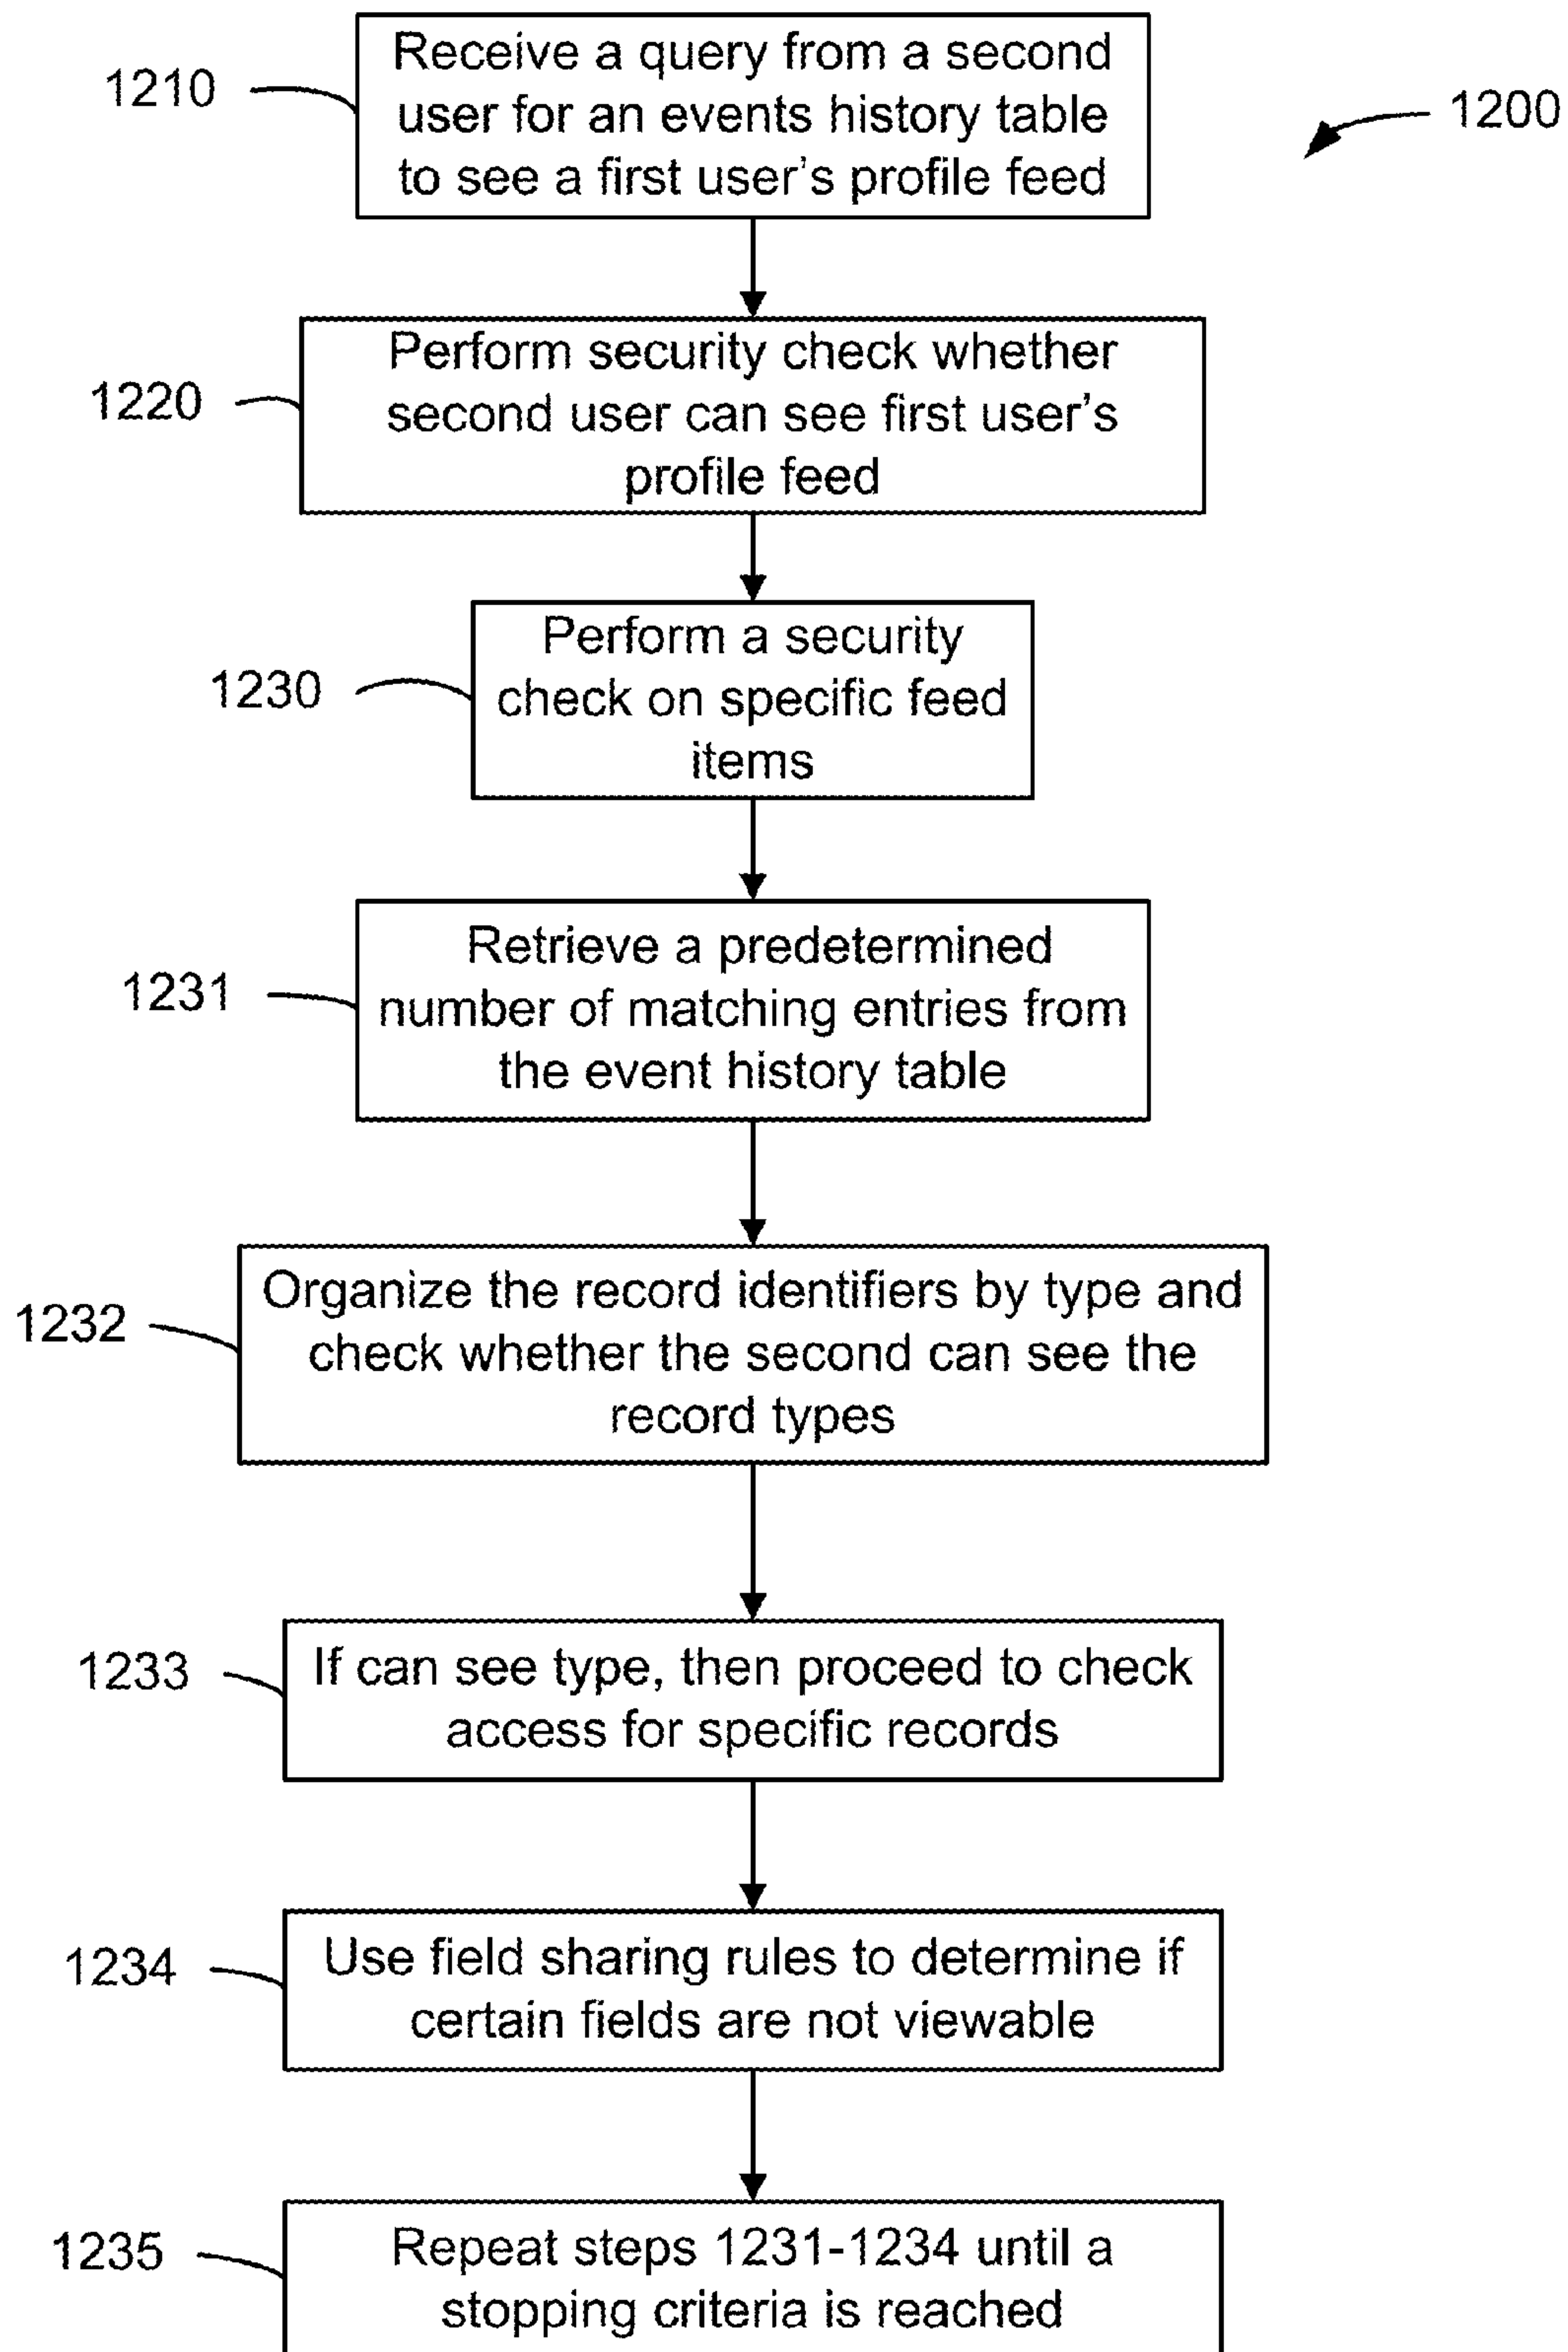 Receive a query from a second
user for an events history table
to see a first user's profile feed
1210
1200
Perform security check whether
second user can see first user's
profile feed
1220
Perform a security
check on specific feed
items
1230
Retrieve a predetermined
number of matching entries from
the event history table
1231
Organize the record identifiers by type and
check whether the second can see the
record types
1232
If can see type, then proceed to check
access for specific records
1233
Use field sharing rules to determine if
certain fields are not viewable
1234
Repeat steps 1231-1234 until a
stopping criteria is reached
1235